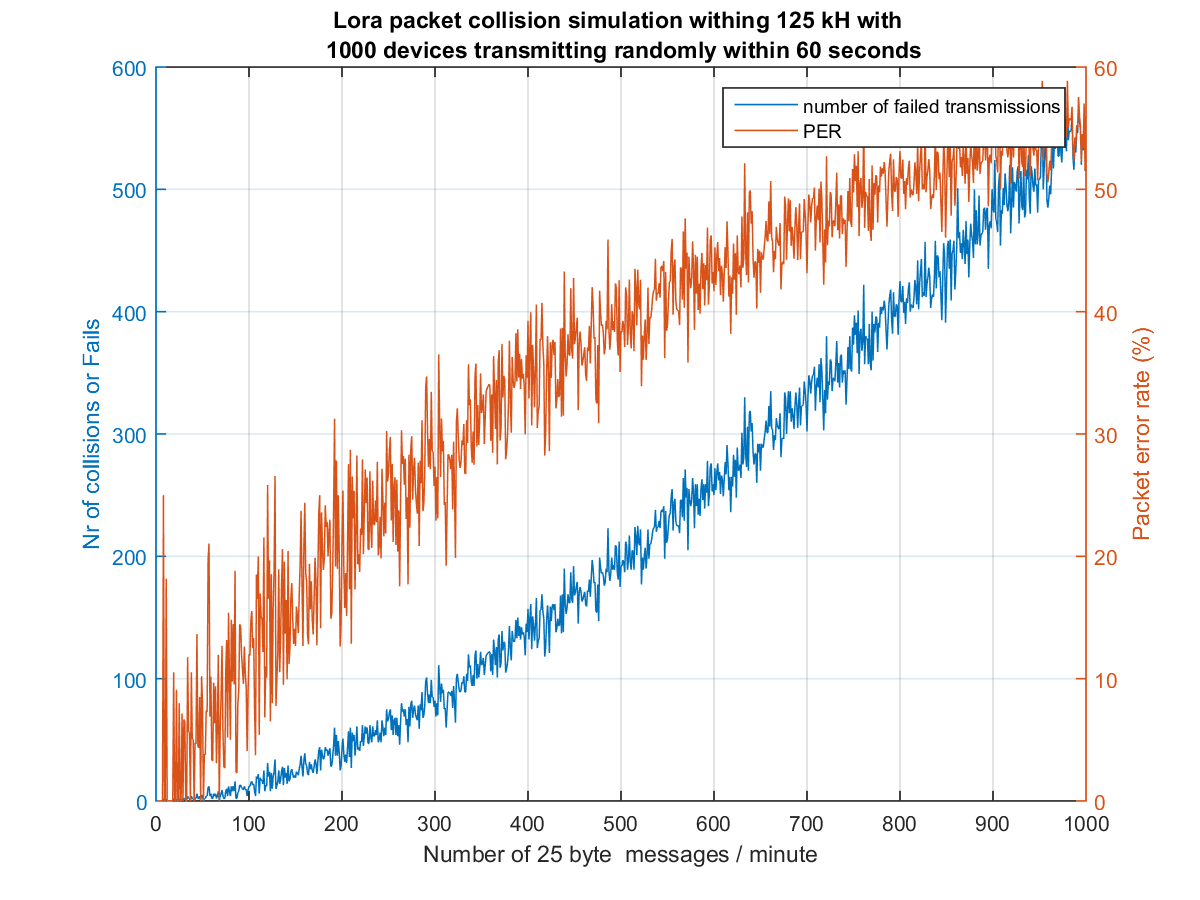 Lora packet collision simulation withing 125 kH with
1000 devices transmitting randomly within 60 seconds
number of failed transmissions
PER
Nr of collisions or Fails
600
500
400
300
200
100
0
Packet error rate (%)
60
50
40
30
20
10
0
0 100 200 300 400 500 600 700 800 900 1000
Number of 25 byte  messages / minute